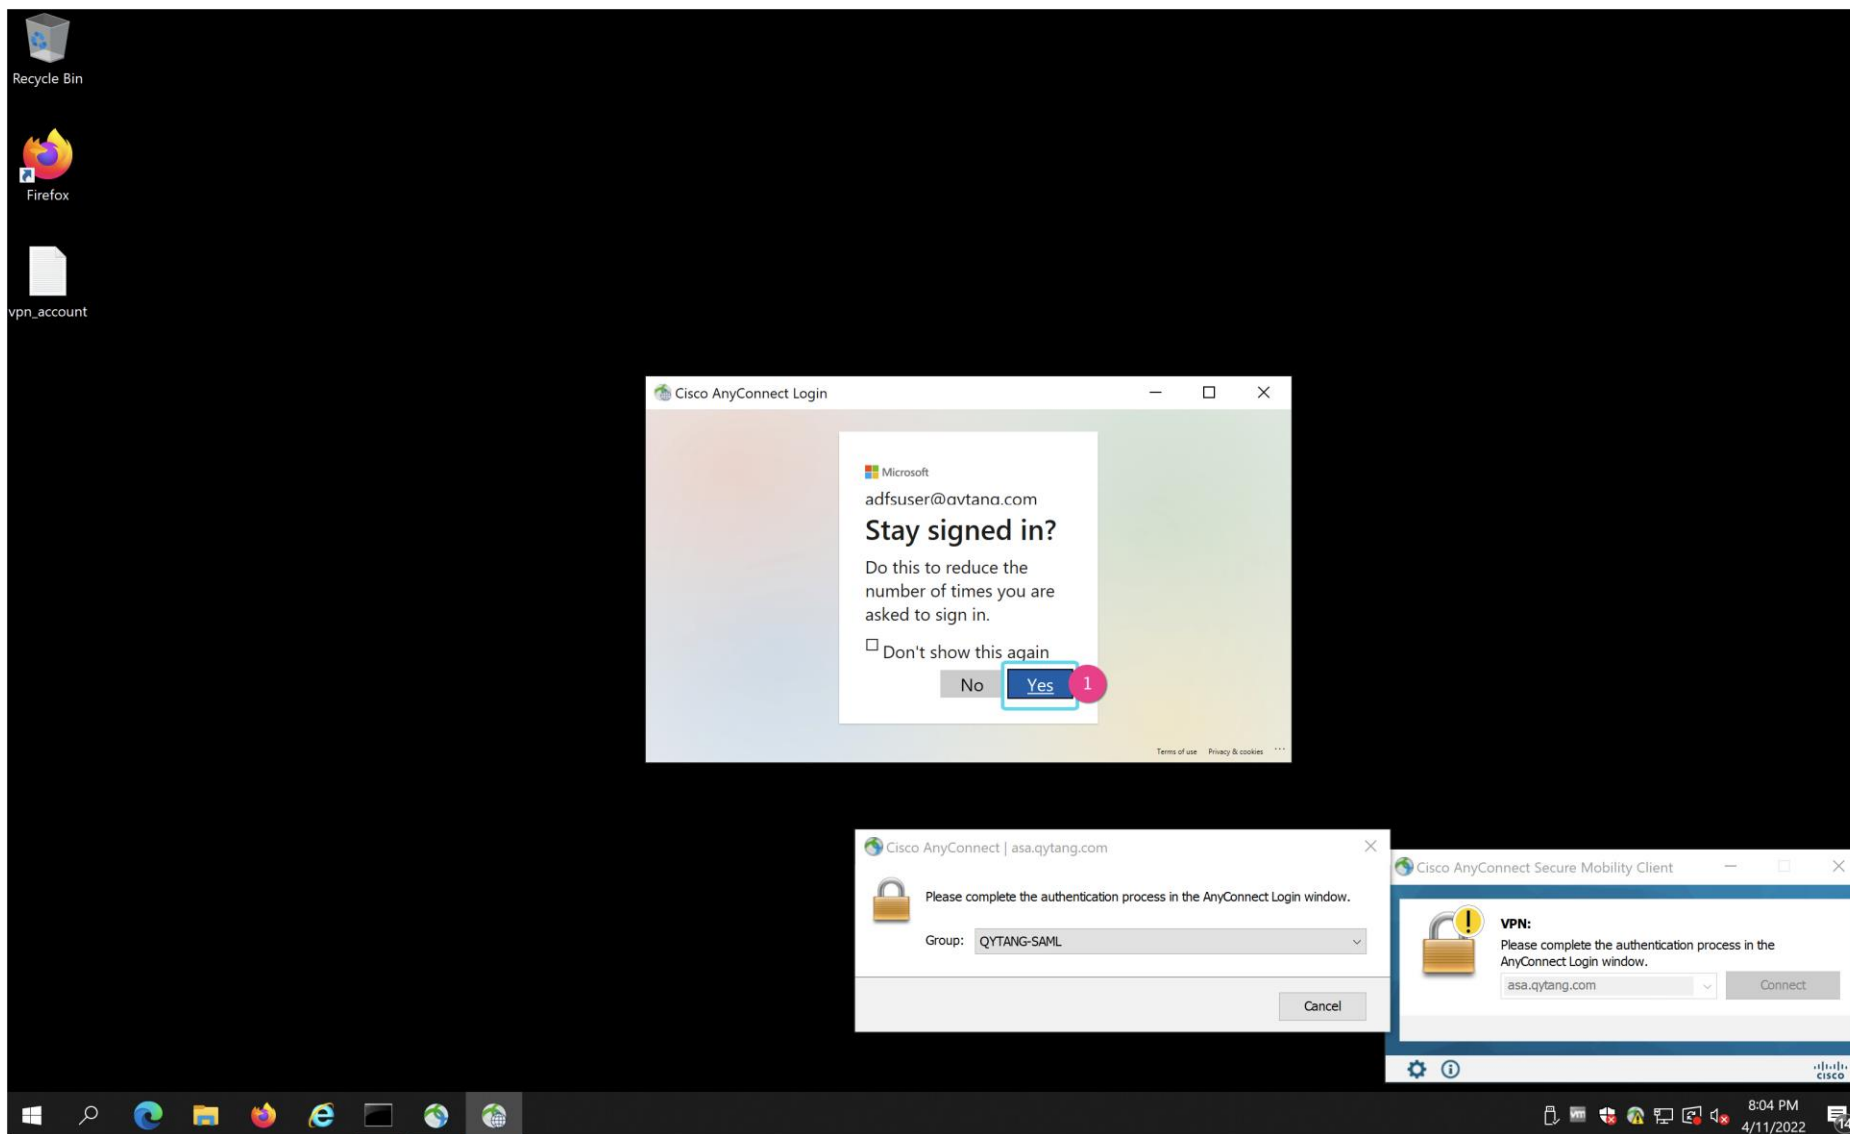 Recycle Bin
Firefox
vpn_account
Cisco AnyConnect Login
Microsoft
adfsuser@qytang.com
Stay signed in?
Do this to reduce the
number of times you are
asked to sign in.
Don't show this again
No
Yes
1
Terms of use
Privacy & cookies
...
Cisco AnyConnect | asa.qytang.com
Please complete the authentication process in the AnyConnect Login window.
Group:
QYTANG-SAML
Cancel
Cisco AnyConnect Secure Mobility Client
VPN:
Please complete the authentication process in the
AnyConnect Login window.
asa.qytang.com
Connect
cisco
vm
8:04 PM
4/11/2022
14